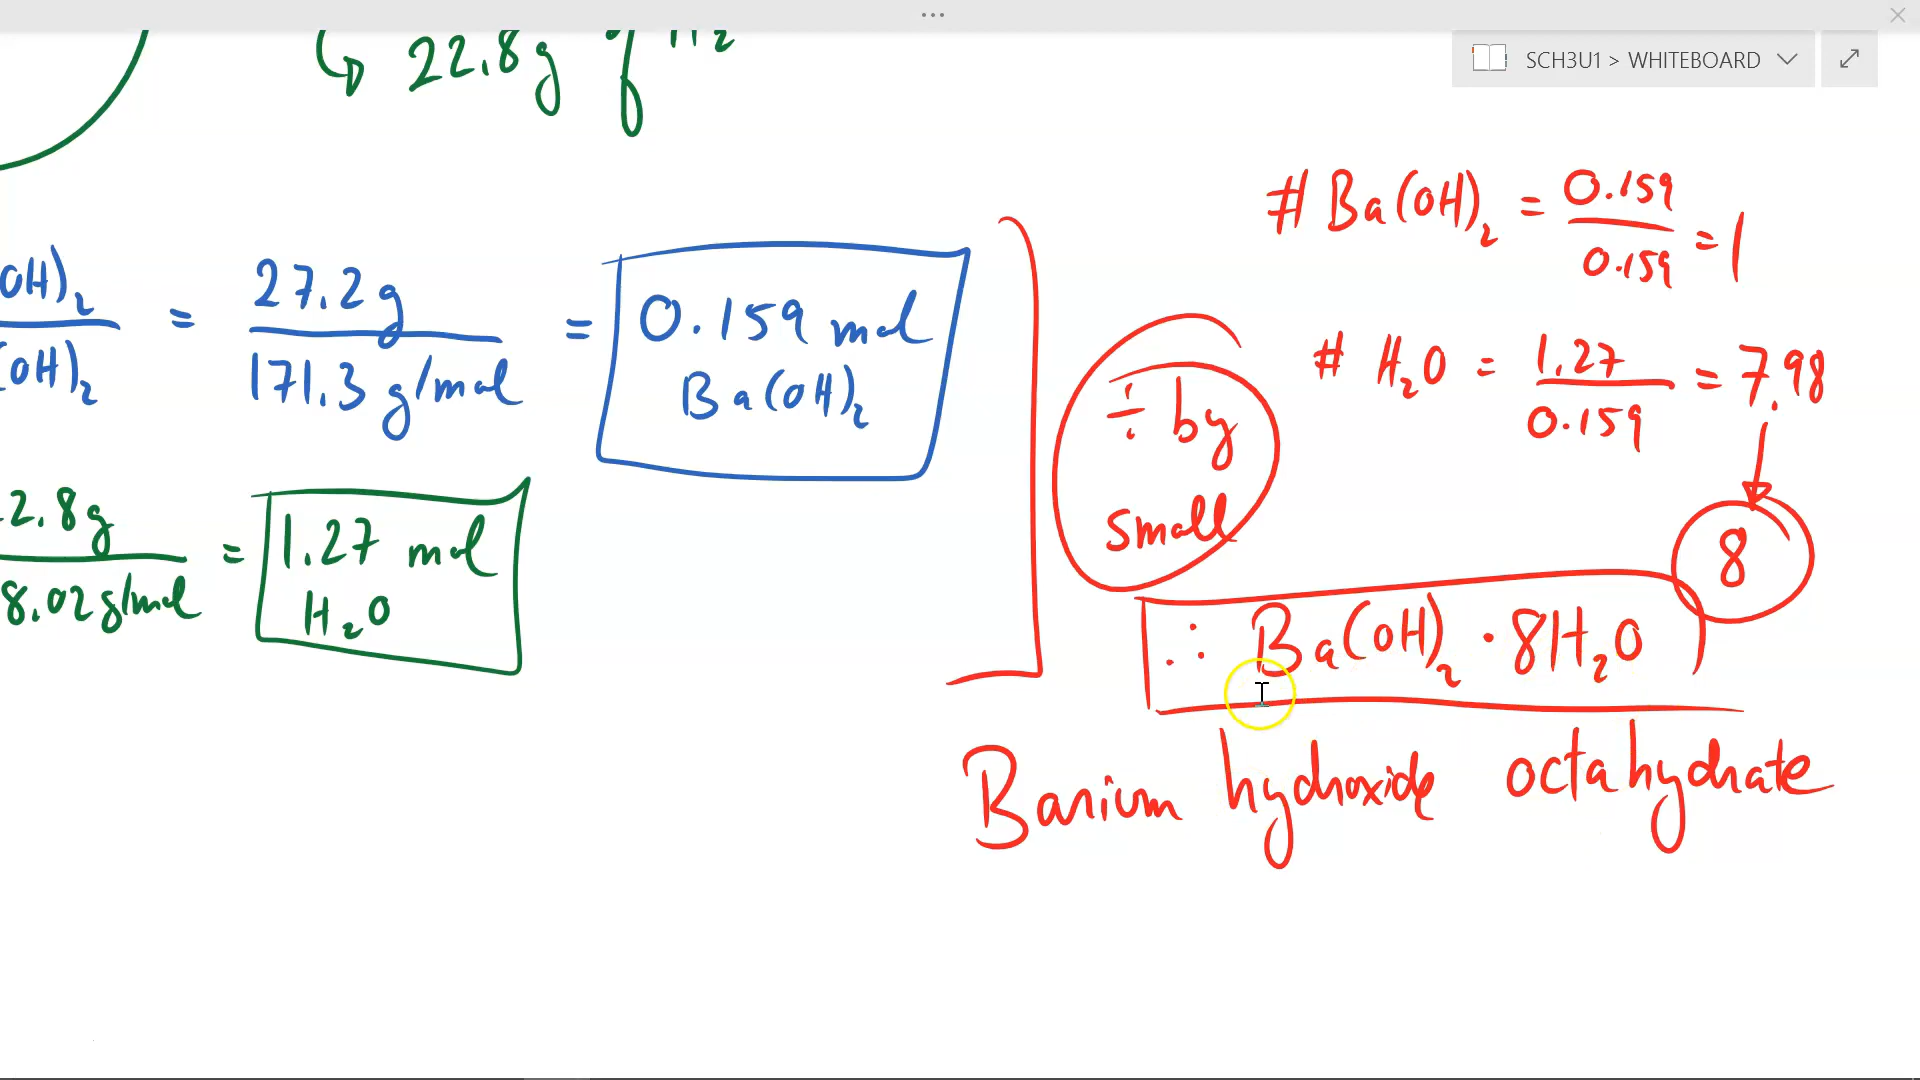 SCH3U1 > WHITEBOARD
↳ 22.8g of H₂
OH)₂ / (OH)₂ = 27.2g / 171.3 g/mol = 0.159 mol
Ba(OH)₂
2.8g / 8.02 g/mol = 1.27 mol
H₂O
÷ by
small
# Ba(OH)₂ = 0.159 / 0.159 = 1
# H₂O = 1.27 / 0.159 = 7.98
8
∴ Ba(OH)₂ · 8H₂O
Barium hydroxide octahydrate